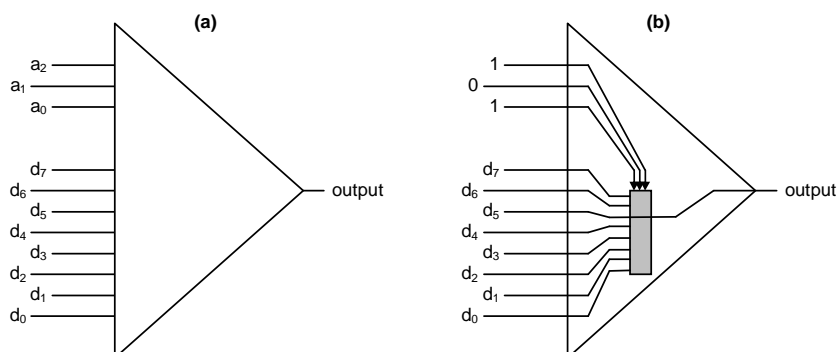 (a)
a₂
a₁
a₀
d₇
d₆
d₅
d₄
d₃
d₂
d₁
d₀
output
(b)
1
0
1
d₇
d₆
d₅
d₄
d₃
d₂
d₁
d₀
output